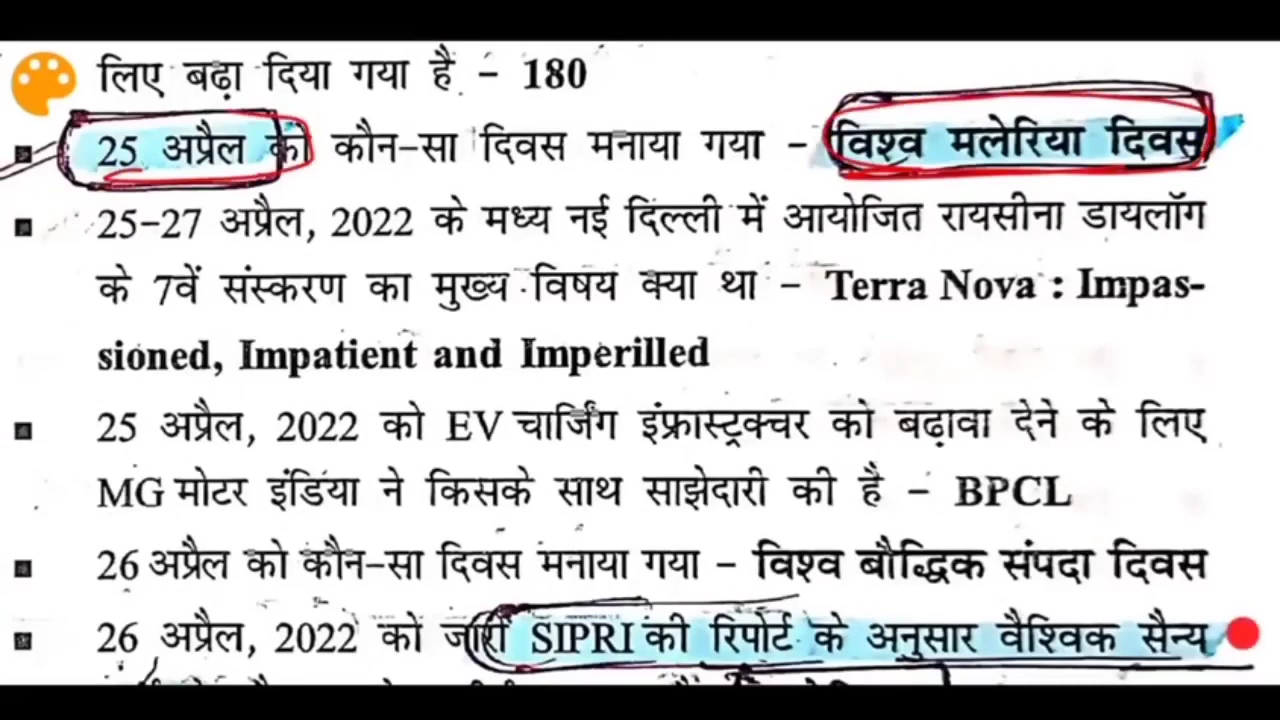 लिए बढ़ा दिया गया है – 180
25 अप्रैल को कौन-सा दिवस मनाया गया – विश्व मलेरिया दिवस
25-27 अप्रैल, 2022 के मध्य नई दिल्ली में आयोजित रायसीना डायलॉग
के 7वें संस्करण का मुख्य विषय क्या था – Terra Nova : Impas-
sioned, Impatient and Imperilled
25 अप्रैल, 2022 को EV चार्जिंग इंफ्रास्ट्रक्चर को बढ़ावा देने के लिए
MG मोटर इंडिया ने किसके साथ साझेदारी की है – BPCL
26 अप्रैल को कौन-सा दिवस मनाया गया – विश्व बौद्धिक संपदा दिवस
26 अप्रैल, 2022 को जारी SIPRI की रिपोर्ट के अनुसार वैश्विक सैन्य